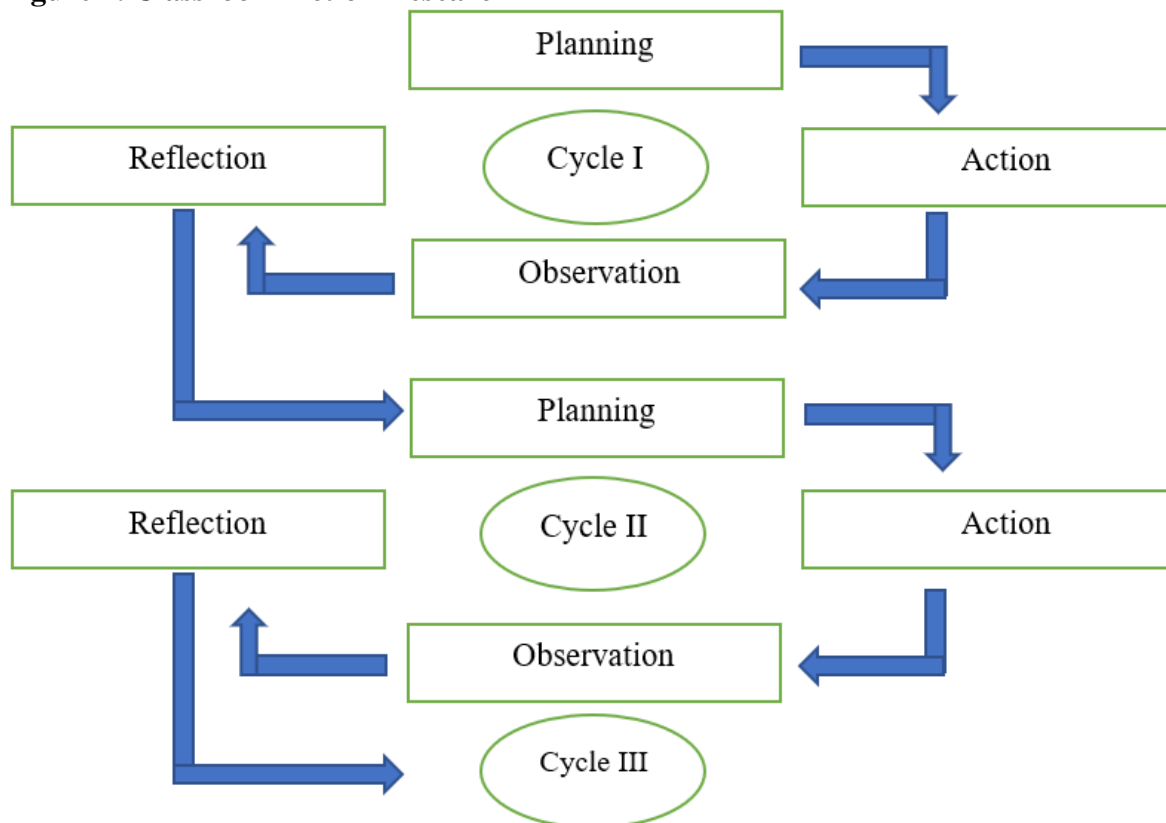 Planning
Reflection
Cycle I
Action
Observation
Planning
Reflection
Cycle II
Action
Observation
Cycle III